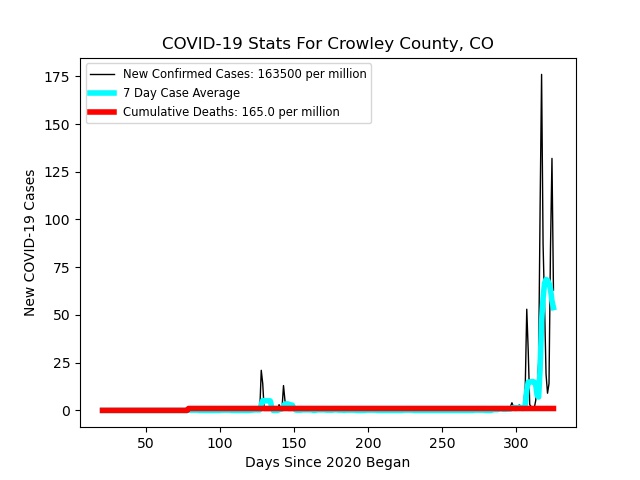 COVID-19 Stats For Crowley County, CO
New Confirmed Cases: 163500 per million
7 Day Case Average
Cumulative Deaths: 165.0 per million
175
150
125
100
75
50
25
0
New COVID-19 Cases
50 100 150 200 250 300
Days Since 2020 Began